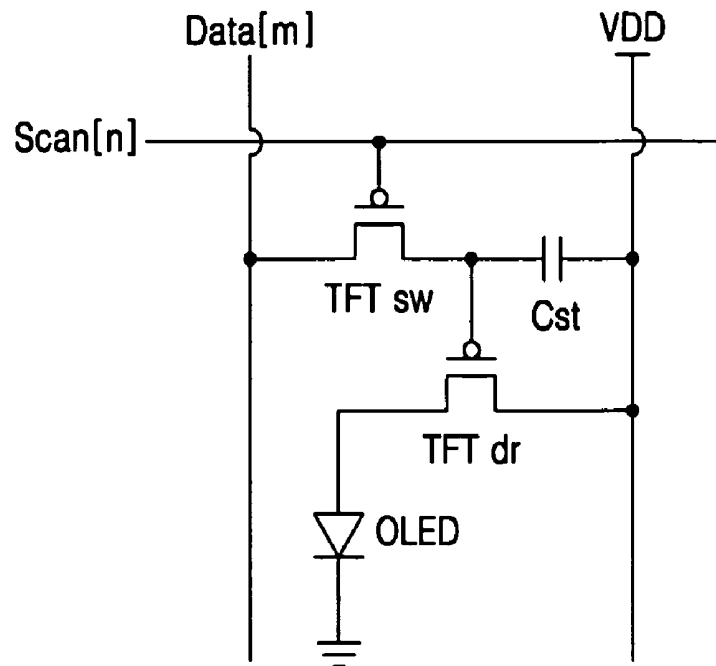 Data[m]
VDD
Scan[n]
TFT sw
Cst
TFT dr
OLED